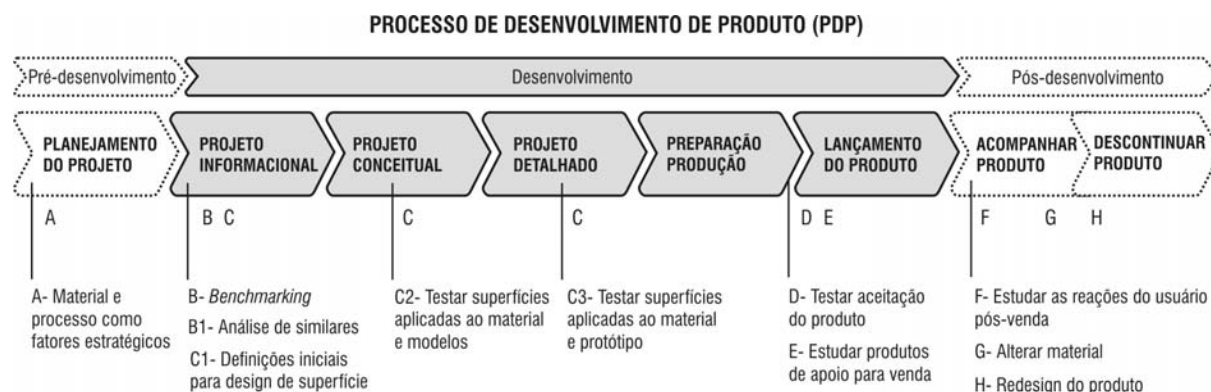 PROCESSO DE DESENVOLVIMENTO DE PRODUTO (PDP)
Pré-desenvolvimento
Desenvolvimento
Pós-desenvolvimento
PLANEJAMENTO
DO PROJETO
PROJETO
INFORMACIONAL
PROJETO
CONCEITUAL
PROJETO
DETALHADO
PREPARAÇÃO
PRODUÇÃO
LANÇAMENTO
DO PRODUTO
ACOMPANHAR
PRODUTO
DESCONTINUAR
PRODUTO
A
B C
C
C
D E
F
G
H
A- Material e
processo como
fatores estratégicos
B- Benchmarking
B1- Análise de similares
C1- Definições iniciais
para design de superfície
C2- Testar superfícies
aplicadas ao material
e modelos
C3- Testar superfícies
aplicadas ao material
e protótipo
D- Testar aceitação
do produto
E- Estudar produtos
de apoio para venda
F- Estudar as reações do usuário
pós-venda
G- Alterar material
H- Redesign do produto